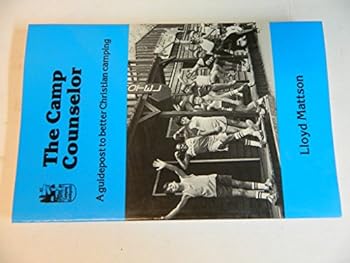 The Camp
Counselor
A guidepost to better Christian camping
Lloyd Mattson